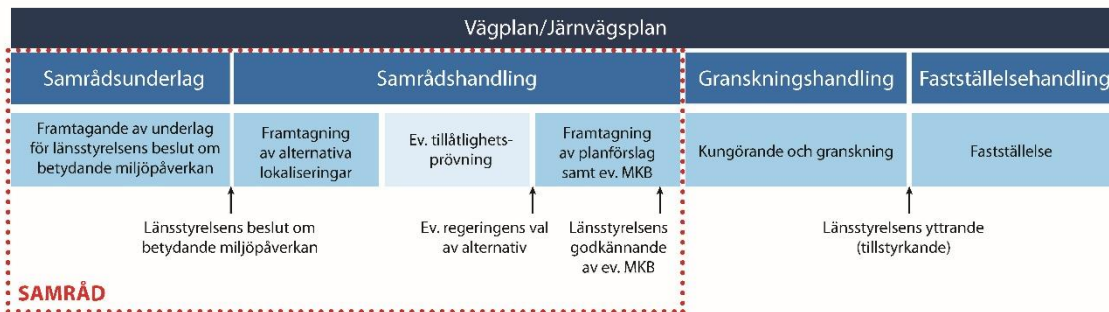 Vägplan/Järnvägsplan
Samrådsunderlag
Samrådshandling
Granskningshandling
Fastställelsehandling
Framtagande av underlag
för länsstyrelsens beslut om
betydande miljöpåverkan
Framtagning
av alternativa
lokaliseringar
Ev. tillåtlighets-
prövning
Framtagning
av planförslag
samt ev. MKB
Kungörande och granskning
Fastställelse
Länsstyrelsens beslut om
betydande miljöpåverkan
Ev. regeringens val
av alternativ
Länsstyrelsens
godkännande
av ev. MKB
Länsstyrelsens yttrande
(tillstyrkande)
SAMRÅD